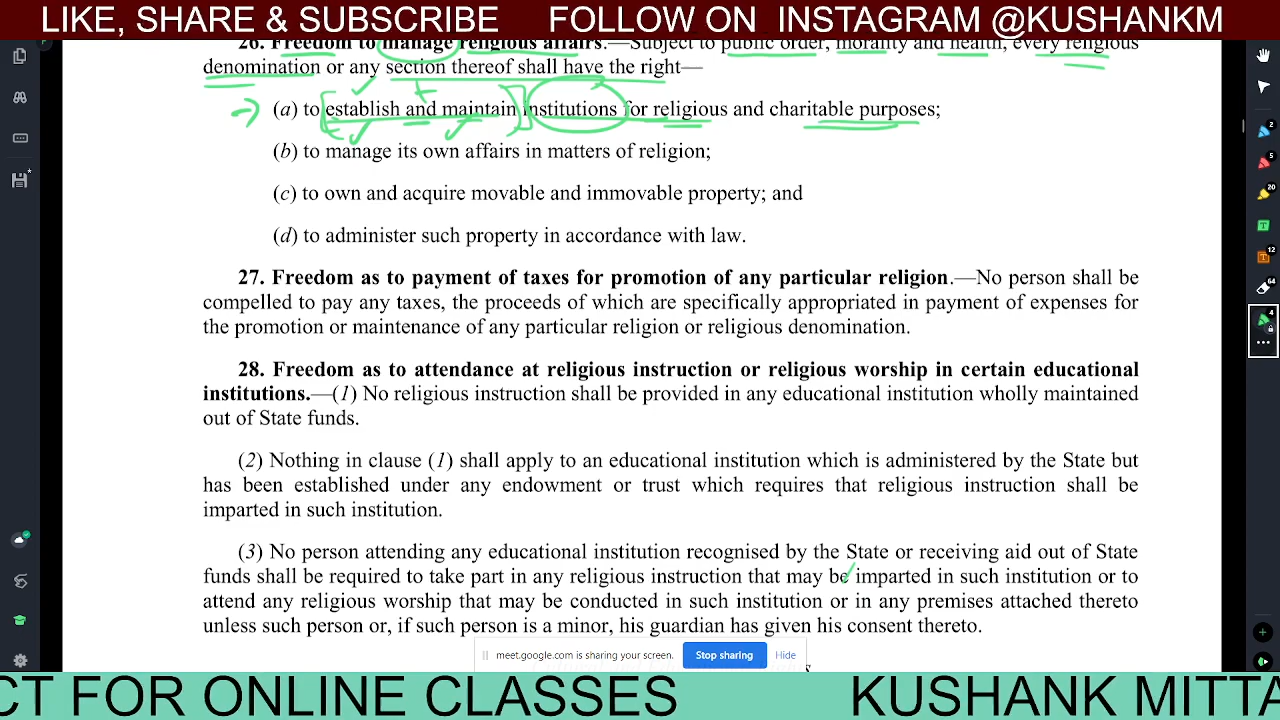 LIKE, SHARE & SUBSCRIBE FOLLOW ON INSTAGRAM @KUSHANKM
26. Freedom to manage religious affairs.—Subject to public order, morality and health, every religious
denomination or any section thereof shall have the right—
(a) to establish and maintain institutions for religious and charitable purposes;
(b) to manage its own affairs in matters of religion;
(c) to own and acquire movable and immovable property; and
(d) to administer such property in accordance with law.
27. Freedom as to payment of taxes for promotion of any particular religion.—No person shall be
compelled to pay any taxes, the proceeds of which are specifically appropriated in payment of expenses for
the promotion or maintenance of any particular religion or religious denomination.
28. Freedom as to attendance at religious instruction or religious worship in certain educational
institutions.—(1) No religious instruction shall be provided in any educational institution wholly maintained
out of State funds.
(2) Nothing in clause (1) shall apply to an educational institution which is administered by the State but
has been established under any endowment or trust which requires that religious instruction shall be
imparted in such institution.
(3) No person attending any educational institution recognised by the State or receiving aid out of State
funds shall be required to take part in any religious instruction that may be imparted in such institution or to
attend any religious worship that may be conducted in such institution or in any premises attached thereto
unless such person or, if such person is a minor, his guardian has given his consent thereto.
meet.google.com is sharing your screen. Stop sharing Hide
CT FOR ONLINE CLASSES KUSHANK MITTA
2
5
20
12
64
4